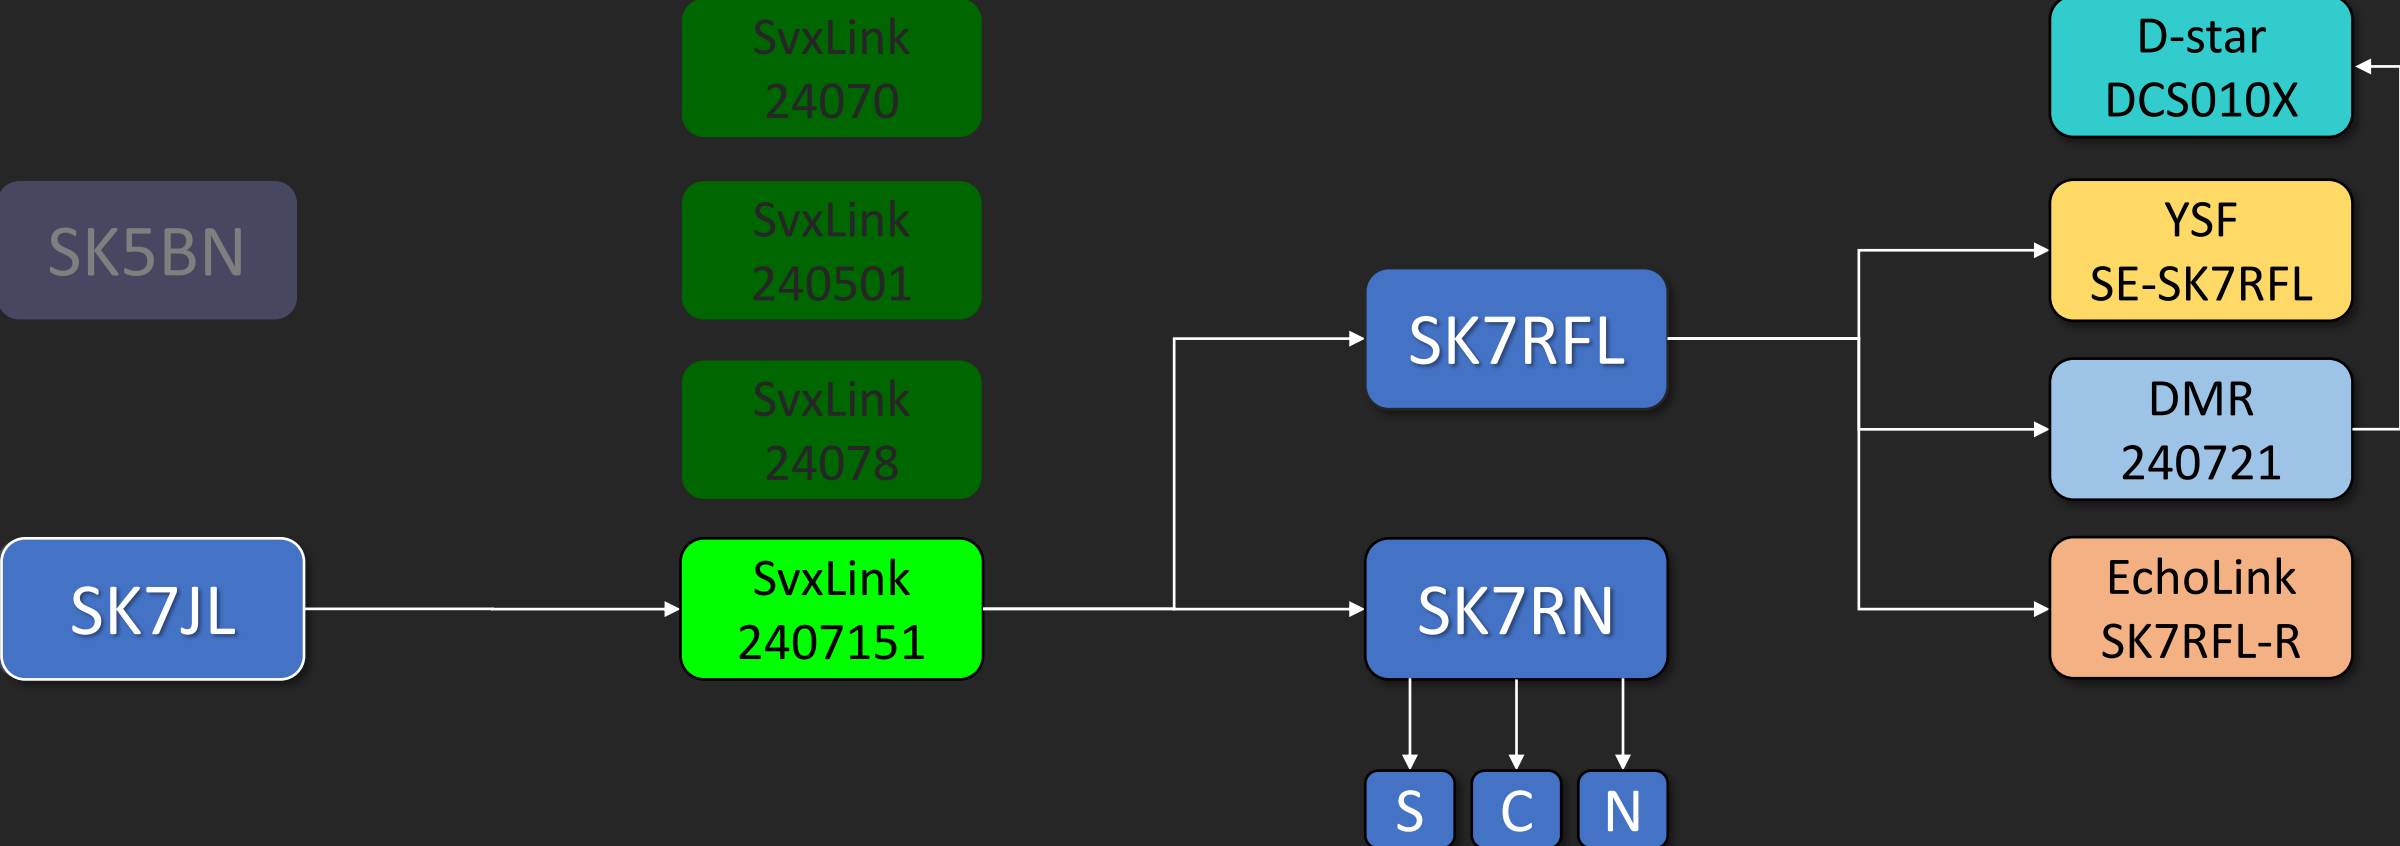 SvxLink
24070
D-star
DCS010X
SK5BN
SvxLink
240501
YSF
SE-SK7RFL
SK7RFL
SvxLink
24078
DMR
240721
SK7JL
SvxLink
2407151
SK7RN
EchoLink
SK7RFL-R
S
C
N